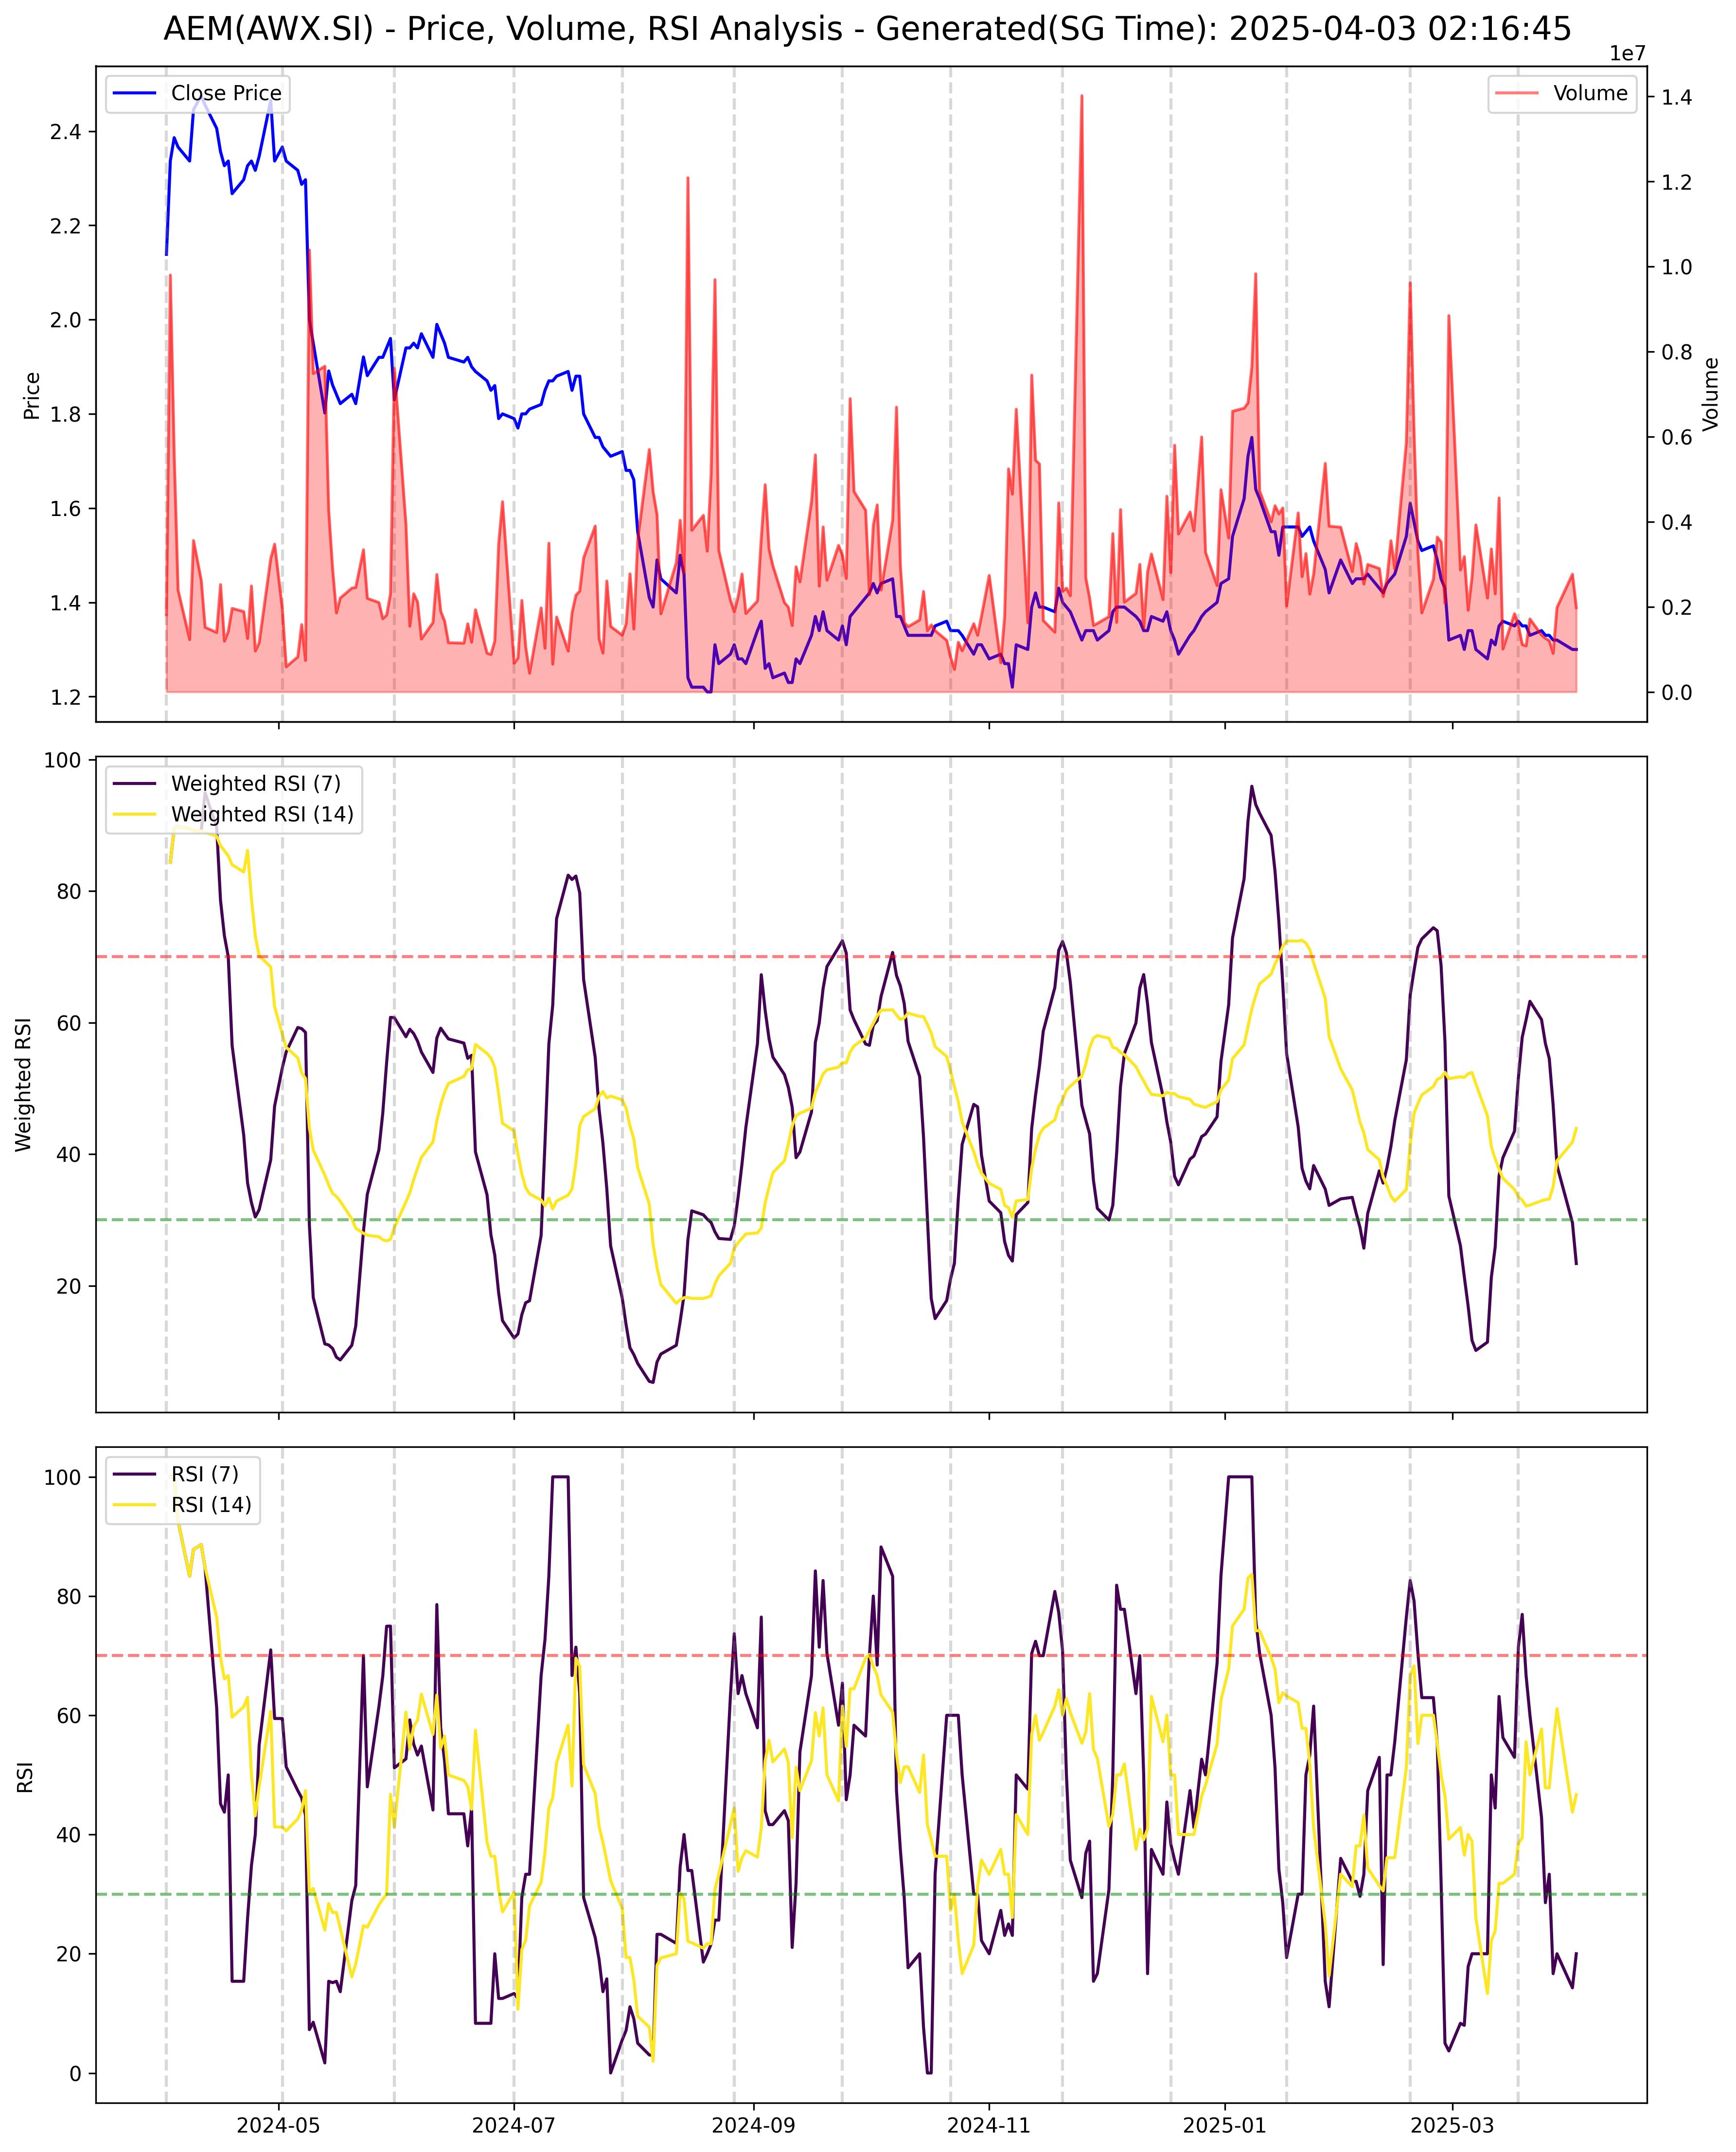 AEM(AWX.SI) - Price, Volume, RSI Analysis - Generated(SG Time): 2025-04-03 02:16:45
1e7
Close Price
Volume
2.4
2.2
2.0
1.8
1.6
1.4
1.2
Price
1.4
1.2
1.0
0.8
0.6
0.4
0.2
0.0
Volume
Weighted RSI (7)
Weighted RSI (14)
100
80
60
40
20
Weighted RSI
RSI (7)
RSI (14)
100
80
60
40
20
0
RSI
2024-05
2024-07
2024-09
2024-11
2025-01
2025-03